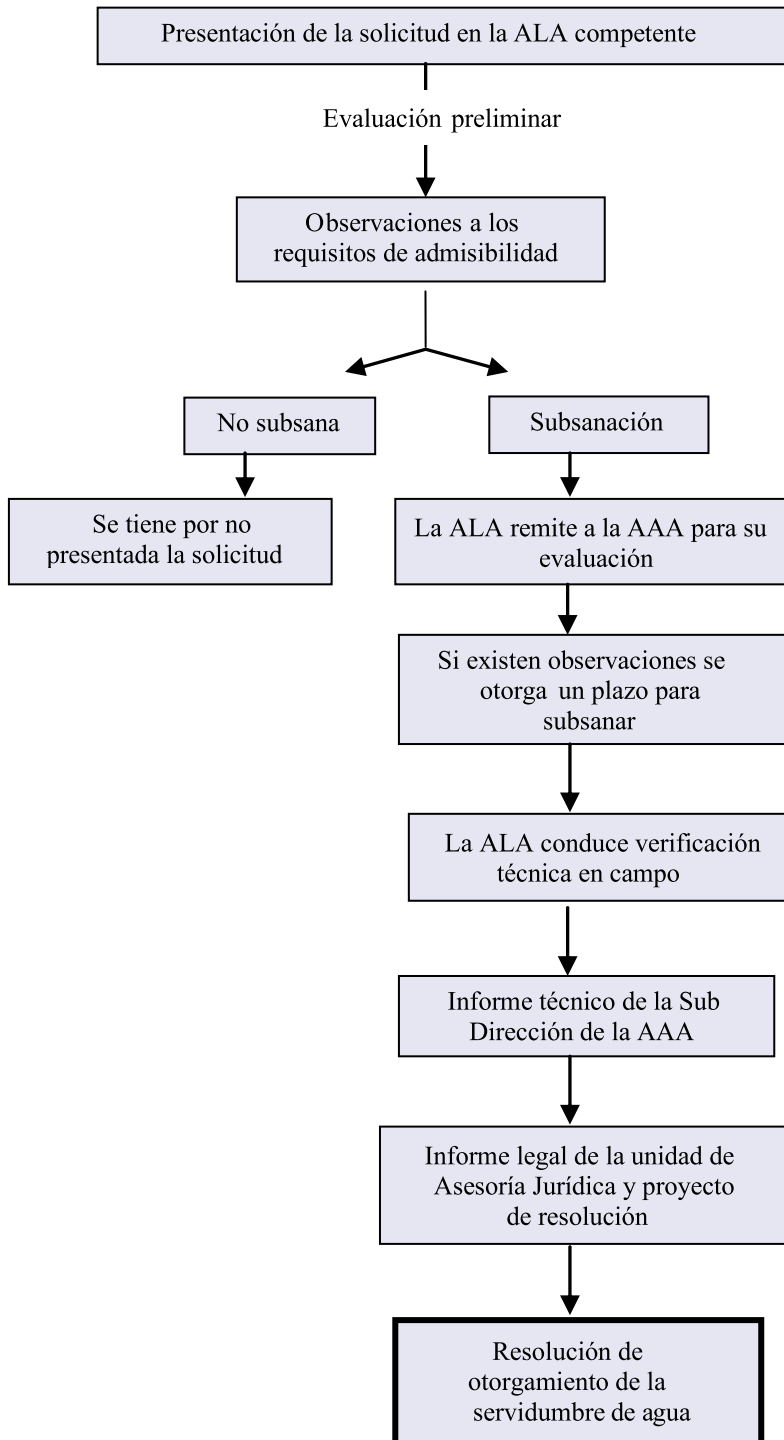 Presentación de la solicitud en la ALA competente
Evaluación preliminar
Observaciones a los
requisitos de admisibilidad
No subsana
Subsanación
Se tiene por no
presentada la solicitud
La ALA remite a la AAA para su
evaluación
Si existen observaciones se
otorga un plazo para
subsanar
La ALA conduce verificación
técnica en campo
Informe técnico de la Sub
Dirección de la AAA
Informe legal de la unidad de
Asesoría Jurídica y proyecto
de resolución
Resolución de
otorgamiento de la
servidumbre de agua